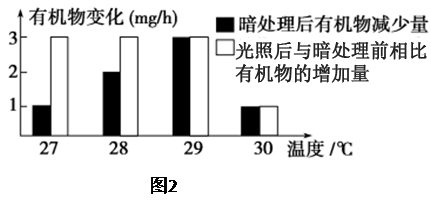 有机物变化(mg/h)
■暗处理后有机物减少量
□光照后与暗处理前相比
有机物的增加量
3
2
1
27 28 29 30 温度/℃
图2